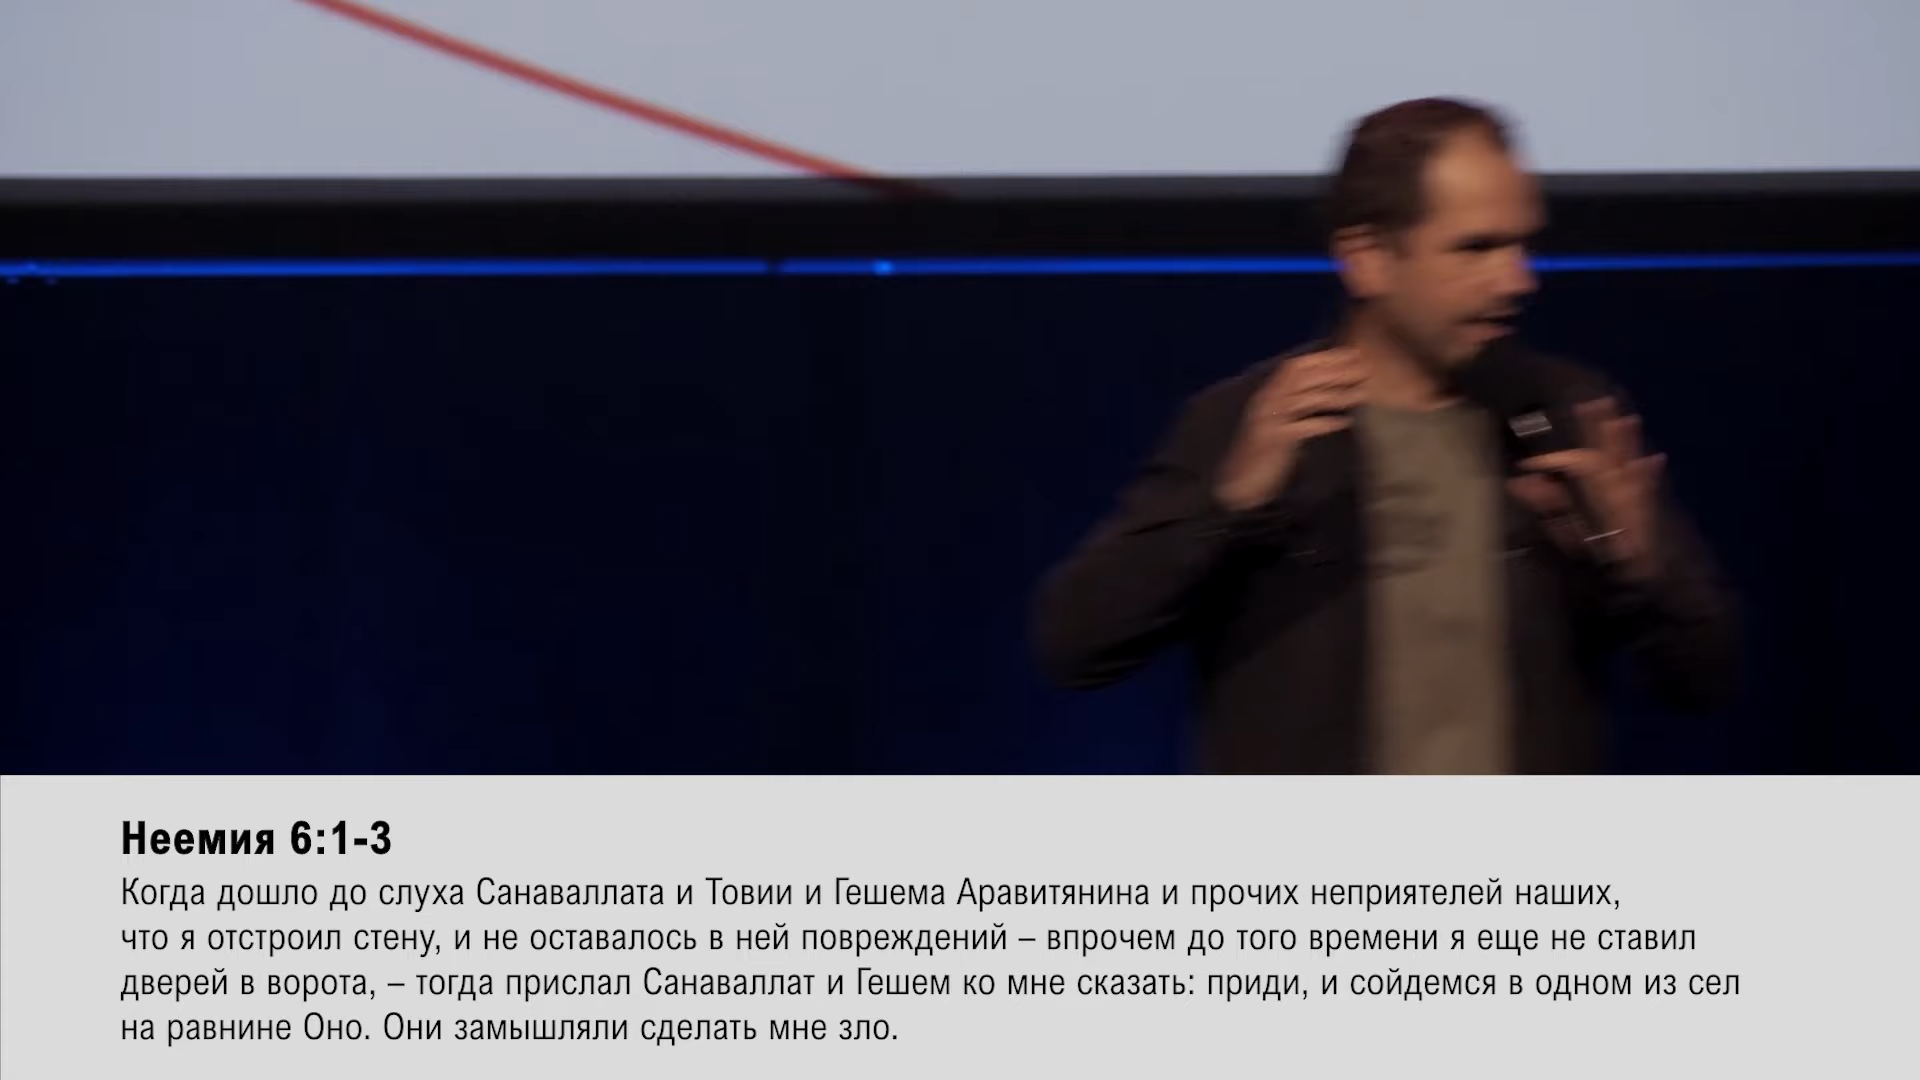 Неемия 6:1-3
Когда дошло до слуха Санаваллата и Товии и Гешема Аравитянина и прочих неприятелей наших,
что я отстроил стену, и не оставалось в ней повреждений – впрочем до того времени я еще не ставил
дверей в ворота, – тогда прислал Санаваллат и Гешем ко мне сказать: приди, и сойдемся в одном из сел
на равнине Оно. Они замышляли сделать мне зло.